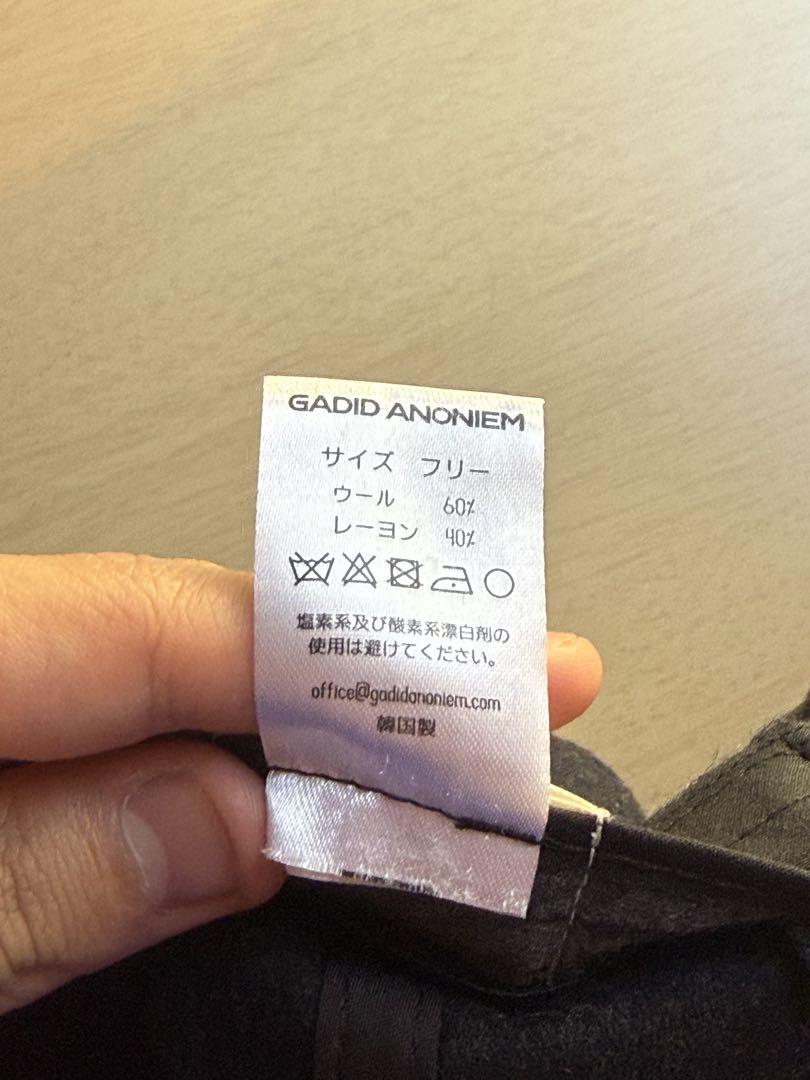 GADID ANONIEM
サイズ フリー
ウール 60%
レーヨン 40%
塩素系及び酸素系漂白剤の
使用は避けてください。
office@gadidanoniem.com
韓国製